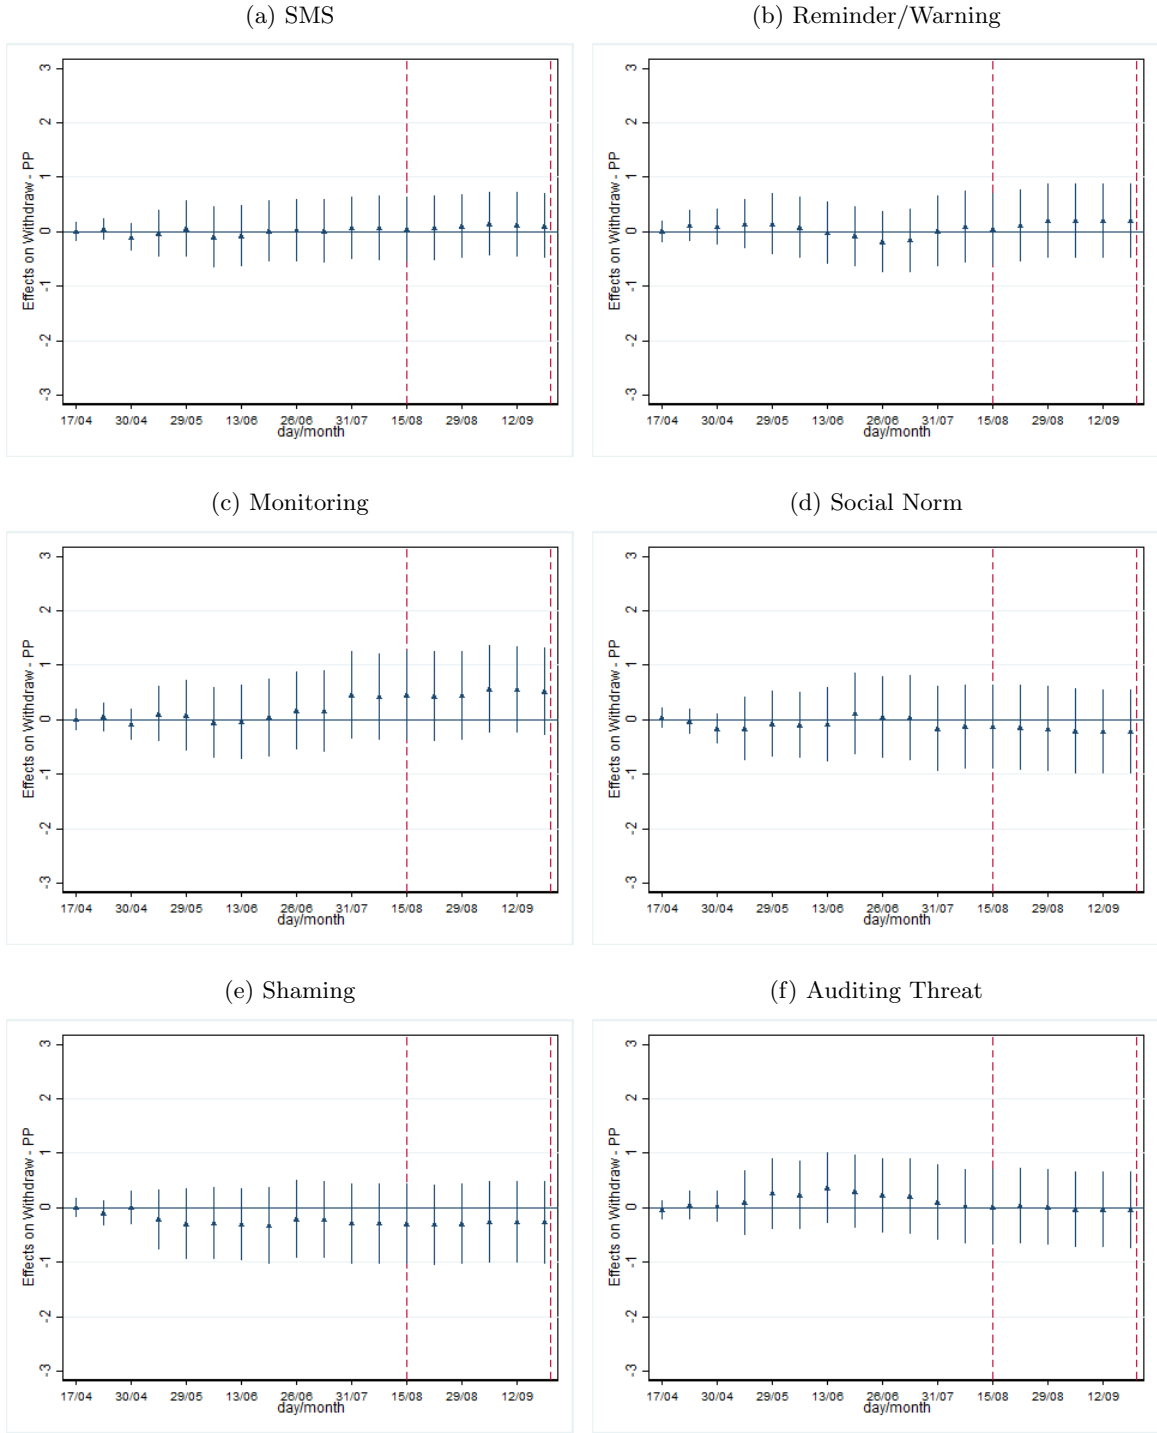 (a) SMS
(b) Reminder/Warning
Effects on Withdraw - PP
3
2
1
0
-1
-2
-3
17/04 30/04 29/05 13/06 26/06 31/07 15/08 29/08 12/09
day/month
Effects on Withdraw - PP
3
2
1
0
-1
-2
-3
17/04 30/04 29/05 13/06 26/06 31/07 15/08 29/08 12/09
day/month
(c) Monitoring
(d) Social Norm
Effects on Withdraw - PP
3
2
1
0
-1
-2
-3
17/04 30/04 29/05 13/06 26/06 31/07 15/08 29/08 12/09
day/month
Effects on Withdraw - PP
3
2
1
0
-1
-2
-3
17/04 30/04 29/05 13/06 26/06 31/07 15/08 29/08 12/09
day/month
(e) Shaming
(f) Auditing Threat
Effects on Withdraw - PP
3
2
1
0
-1
-2
-3
17/04 30/04 29/05 13/06 26/06 31/07 15/08 29/08 12/09
day/month
Effects on Withdraw - PP
3
2
1
0
-1
-2
-3
17/04 30/04 29/05 13/06 26/06 31/07 15/08 29/08 12/09
day/month